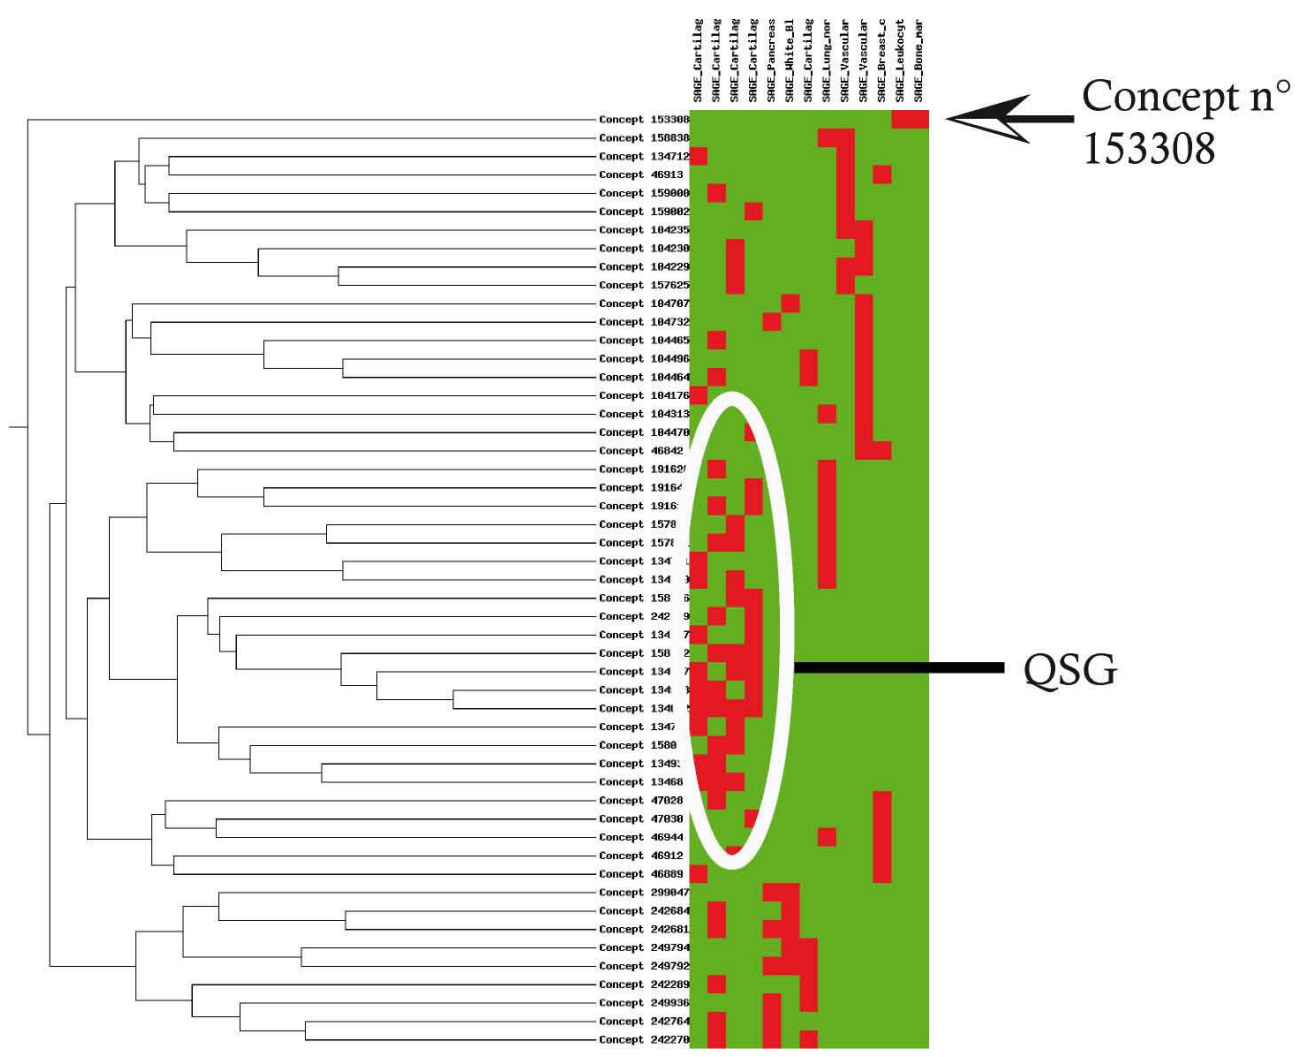 SAGE_Cartilag
SAGE_Cartilag
SAGE_Cartilag
SAGE_Cartilag
SAGE_Pancreas
SAGE_White_Bl
SAGE_Cartilag
SAGE_Lung_nor
SAGE_Vascular
SAGE_Vascular
SAGE_Breast_c
SAGE_Leukocyt
SAGE_Bone_mar
Concept n°
153308
Concept 153308
Concept 158838
Concept 134712
Concept 46913
Concept 159000
Concept 159002
Concept 104235
Concept 104230
Concept 104229
Concept 157625
Concept 104707
Concept 104732
Concept 104465
Concept 104496
Concept 104464
Concept 104176
Concept 104313
Concept 104470
Concept 46842
Concept
Concept
Concept
Concept
Concept
Concept
Concept
Concept
Concept
Concept
Concept
Concept
QSG
Concept
Concept
Concept
Concept
Concept
Concept 13468
Concept 47028
Concept 47030
Concept 46944
Concept 46912
Concept 46889
Concept 299047
Concept 242684
Concept 242681
Concept 249794
Concept 249792
Concept 242289
Concept 249936
Concept 242764
Concept 242270